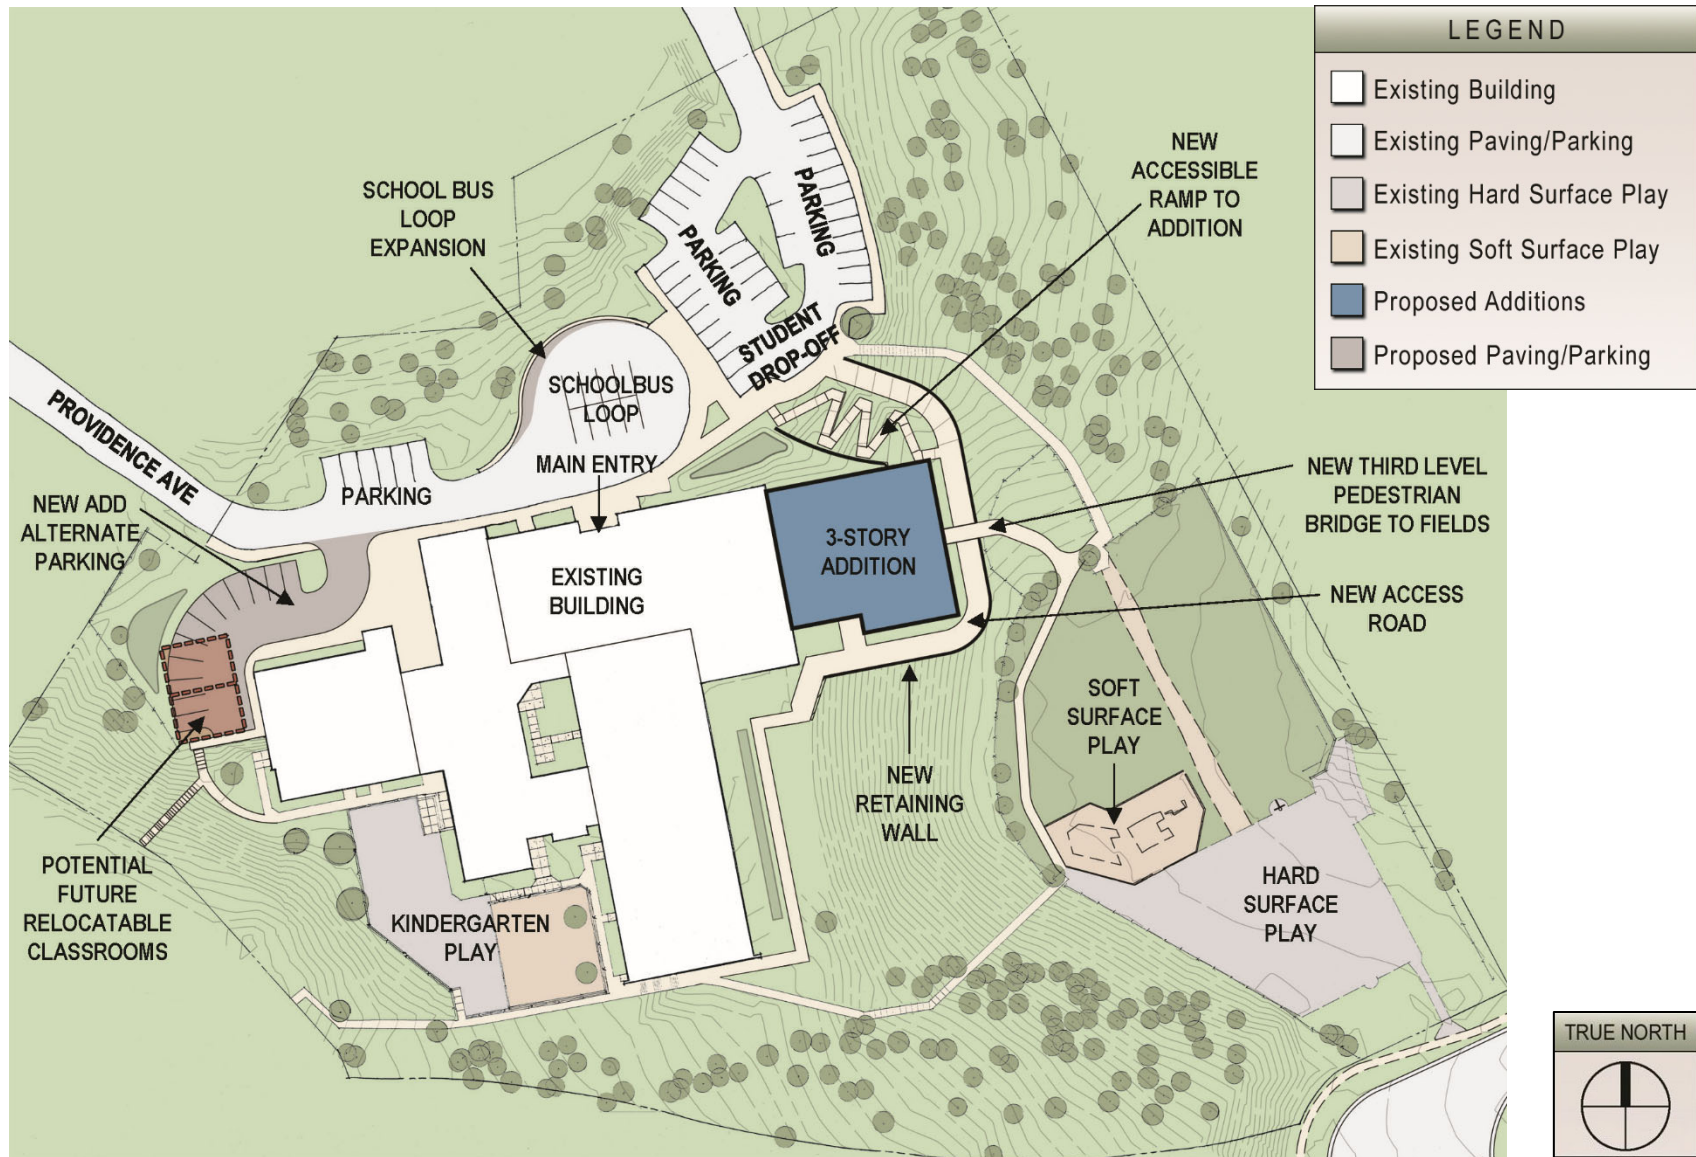 LEGEND
Existing Building
Existing Paving/Parking
Existing Hard Surface Play
Existing Soft Surface Play
Proposed Additions
Proposed Paving/Parking
NEW
ACCESSIBLE
RAMP TO
ADDITION
SCHOOL BUS
LOOP
EXPANSION
PARKING
PARKING
STUDENT
DROP-OFF
SCHOOLBUS
LOOP
PROVIDENCE AVE
MAIN ENTRY
PARKING
NEW ADD
ALTERNATE
PARKING
NEW THIRD LEVEL
PEDESTRIAN
BRIDGE TO FIELDS
3-STORY
ADDITION
EXISTING
BUILDING
NEW ACCESS
ROAD
SOFT
SURFACE
PLAY
NEW
RETAINING
WALL
POTENTIAL
FUTURE
RELOCATABLE
CLASSROOMS
KINDERGARTEN
PLAY
HARD
SURFACE
PLAY
TRUE NORTH